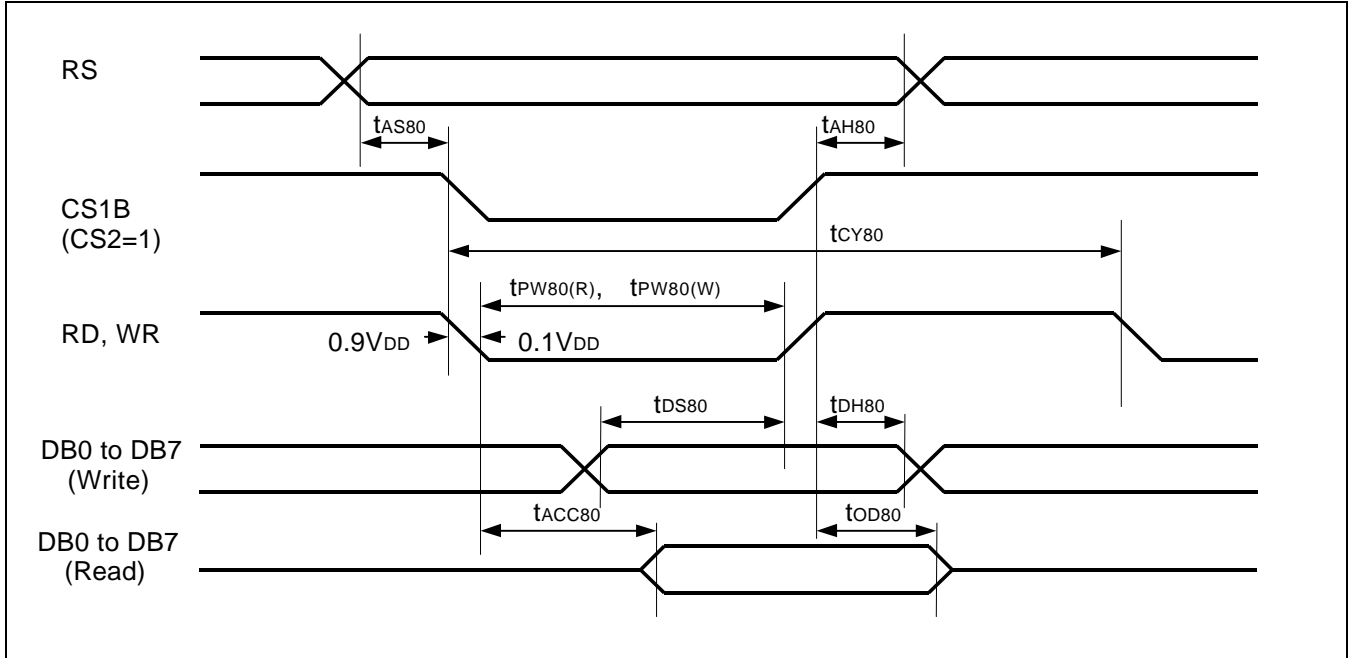 RS
tAS80
tAH80
CS1B
(CS2=1)
tCY80
tPW80(R), tPW80(W)
RD, WR
0.9VDD
0.1VDD
tDS80
tDH80
DB0 to DB7
(Write)
tACC80
tOD80
DB0 to DB7
(Read)